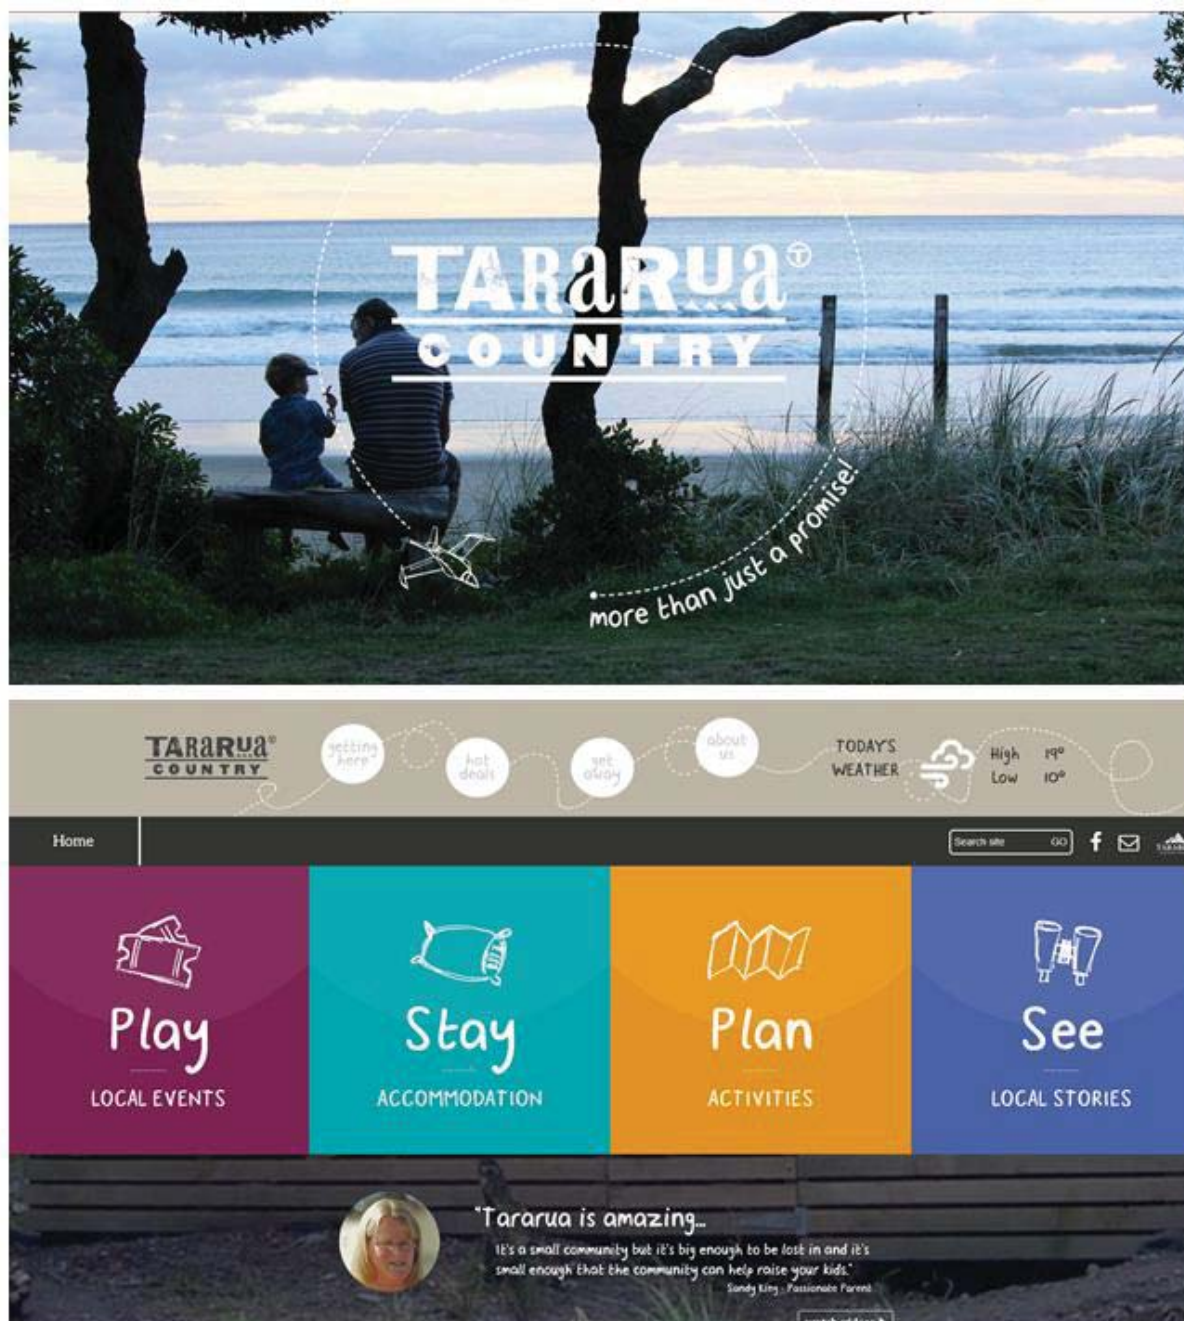 TARARUA
COUNTRY
more than just a promise!
TARARUA
COUNTRY
getting
here
hot
deals
get
away
about
us
TODAY'S
WEATHER
High 19°
Low 10°
Home
Search site GO
Play
LOCAL EVENTS
Stay
ACCOMMODATION
Plan
ACTIVITIES
See
LOCAL STORIES
"Tararua is amazing...
It's a small community but it's big enough to be lost in and it's
small enough that the community can help raise your kids."
Sandy King - Passionate Parent